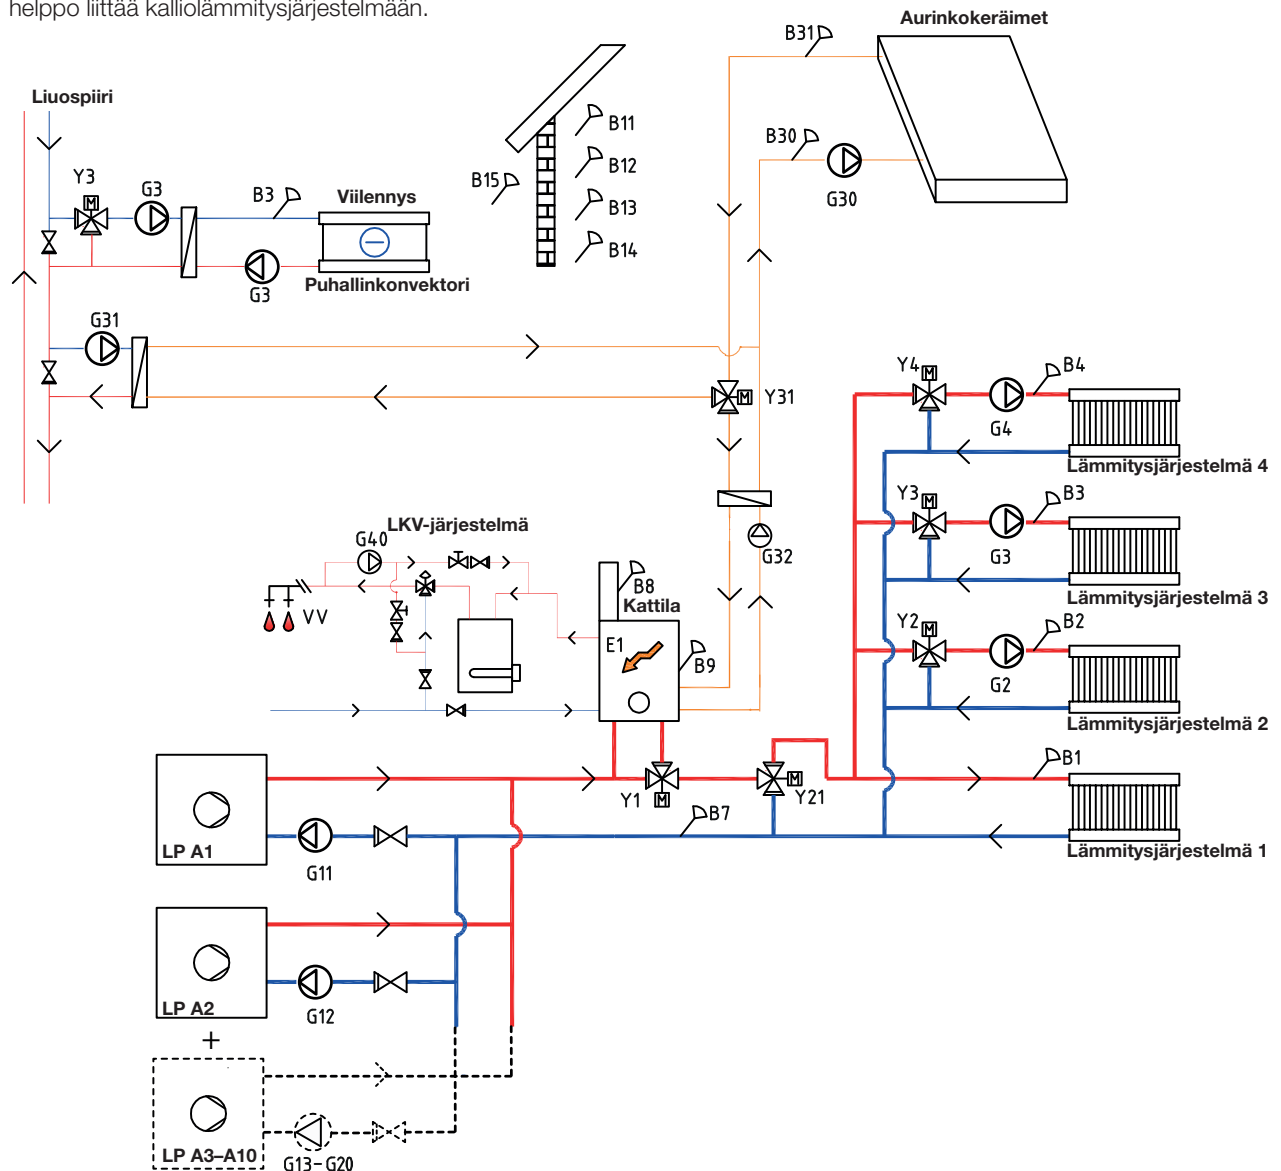 helppo liittää kalliolämmitysjärjestelmään.
Aurinkokeräimet
B31
Liuospiiri
B11
B30
B12
Y3
G3
B3
B15
Viilennys
G30
B13
B14
G3
Puhallinkonvektori
G31
Y4
B4
Y31
G4
Lämmitysjärjestelmä 4
Y3
B3
LKV-järjestelmä
G40
G32
G3
B8
Kattila
Lämmitysjärjestelmä 3
VV
Y2
B2
E1
B9
G2
Lämmitysjärjestelmä 2
B1
Y1
Y21
B7
LP A1
G11
Lämmitysjärjestelmä 1
LP A2
G12
+
LP A3–A10
G13–G20
M
M
M
M
M
M
M